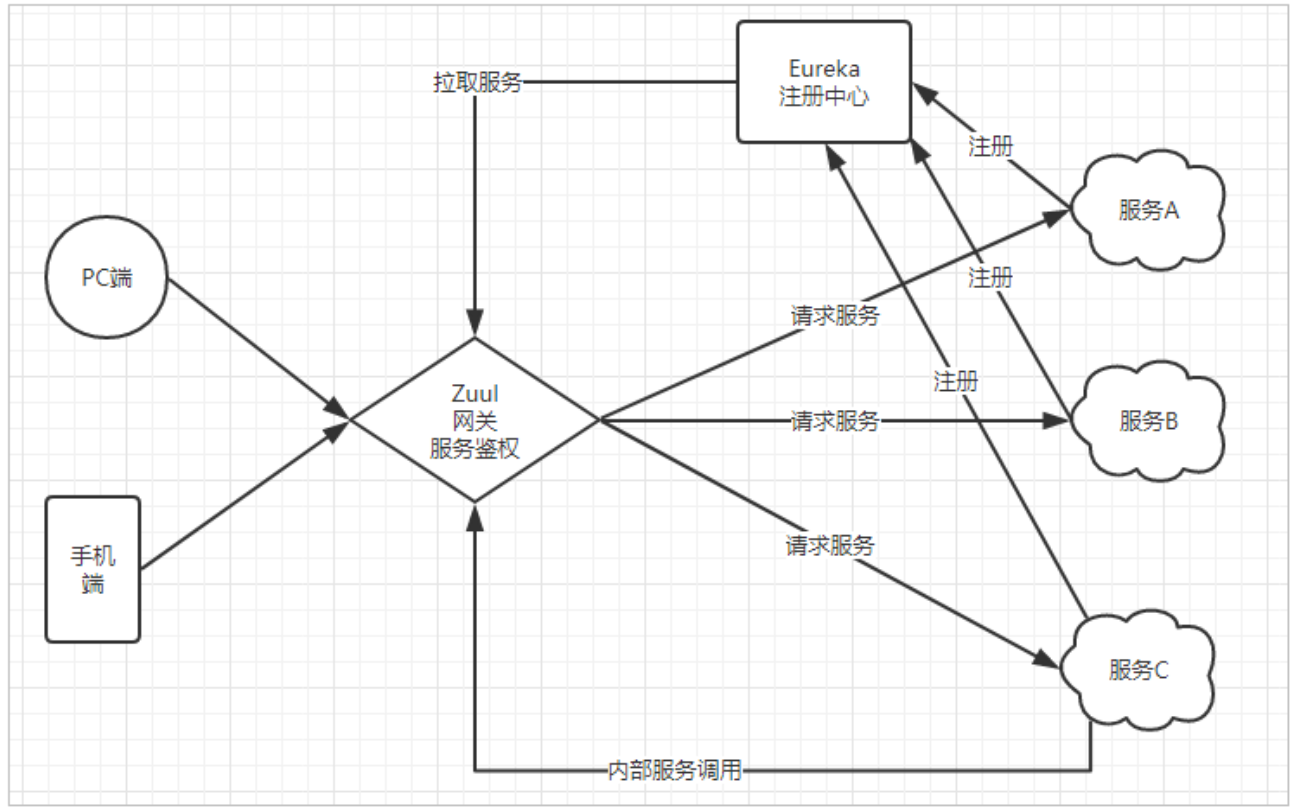 Eureka
注册中心
拉取服务
注册
服务A
PC端
注册
请求服务
注册
Zuul
网关
服务鉴权
请求服务
服务B
请求服务
手机
端
服务C
内部服务调用